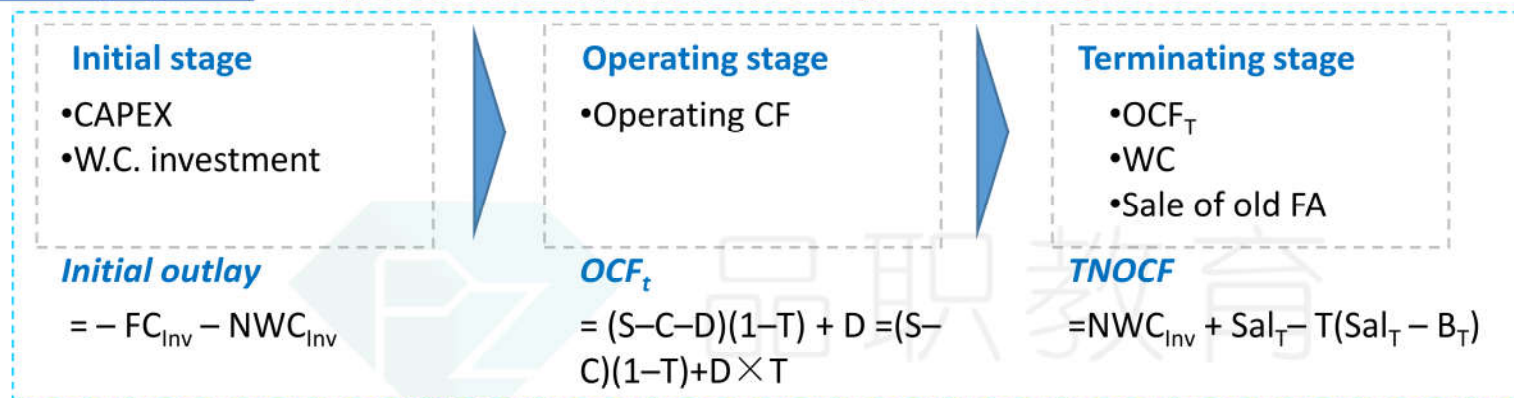 Initial stage
•CAPEX
•W.C. investment
Operating stage
•Operating CF
Terminating stage
•OCF_T
•WC
•Sale of old FA
Initial outlay
= – FC_Inv – NWC_Inv
OCF_t
= (S–C–D)(1–T) + D =(S–
C)(1–T)+D×T
TNOCF
=NWC_Inv + Sal_T – T(Sal_T – B_T)
PZ 品职教育